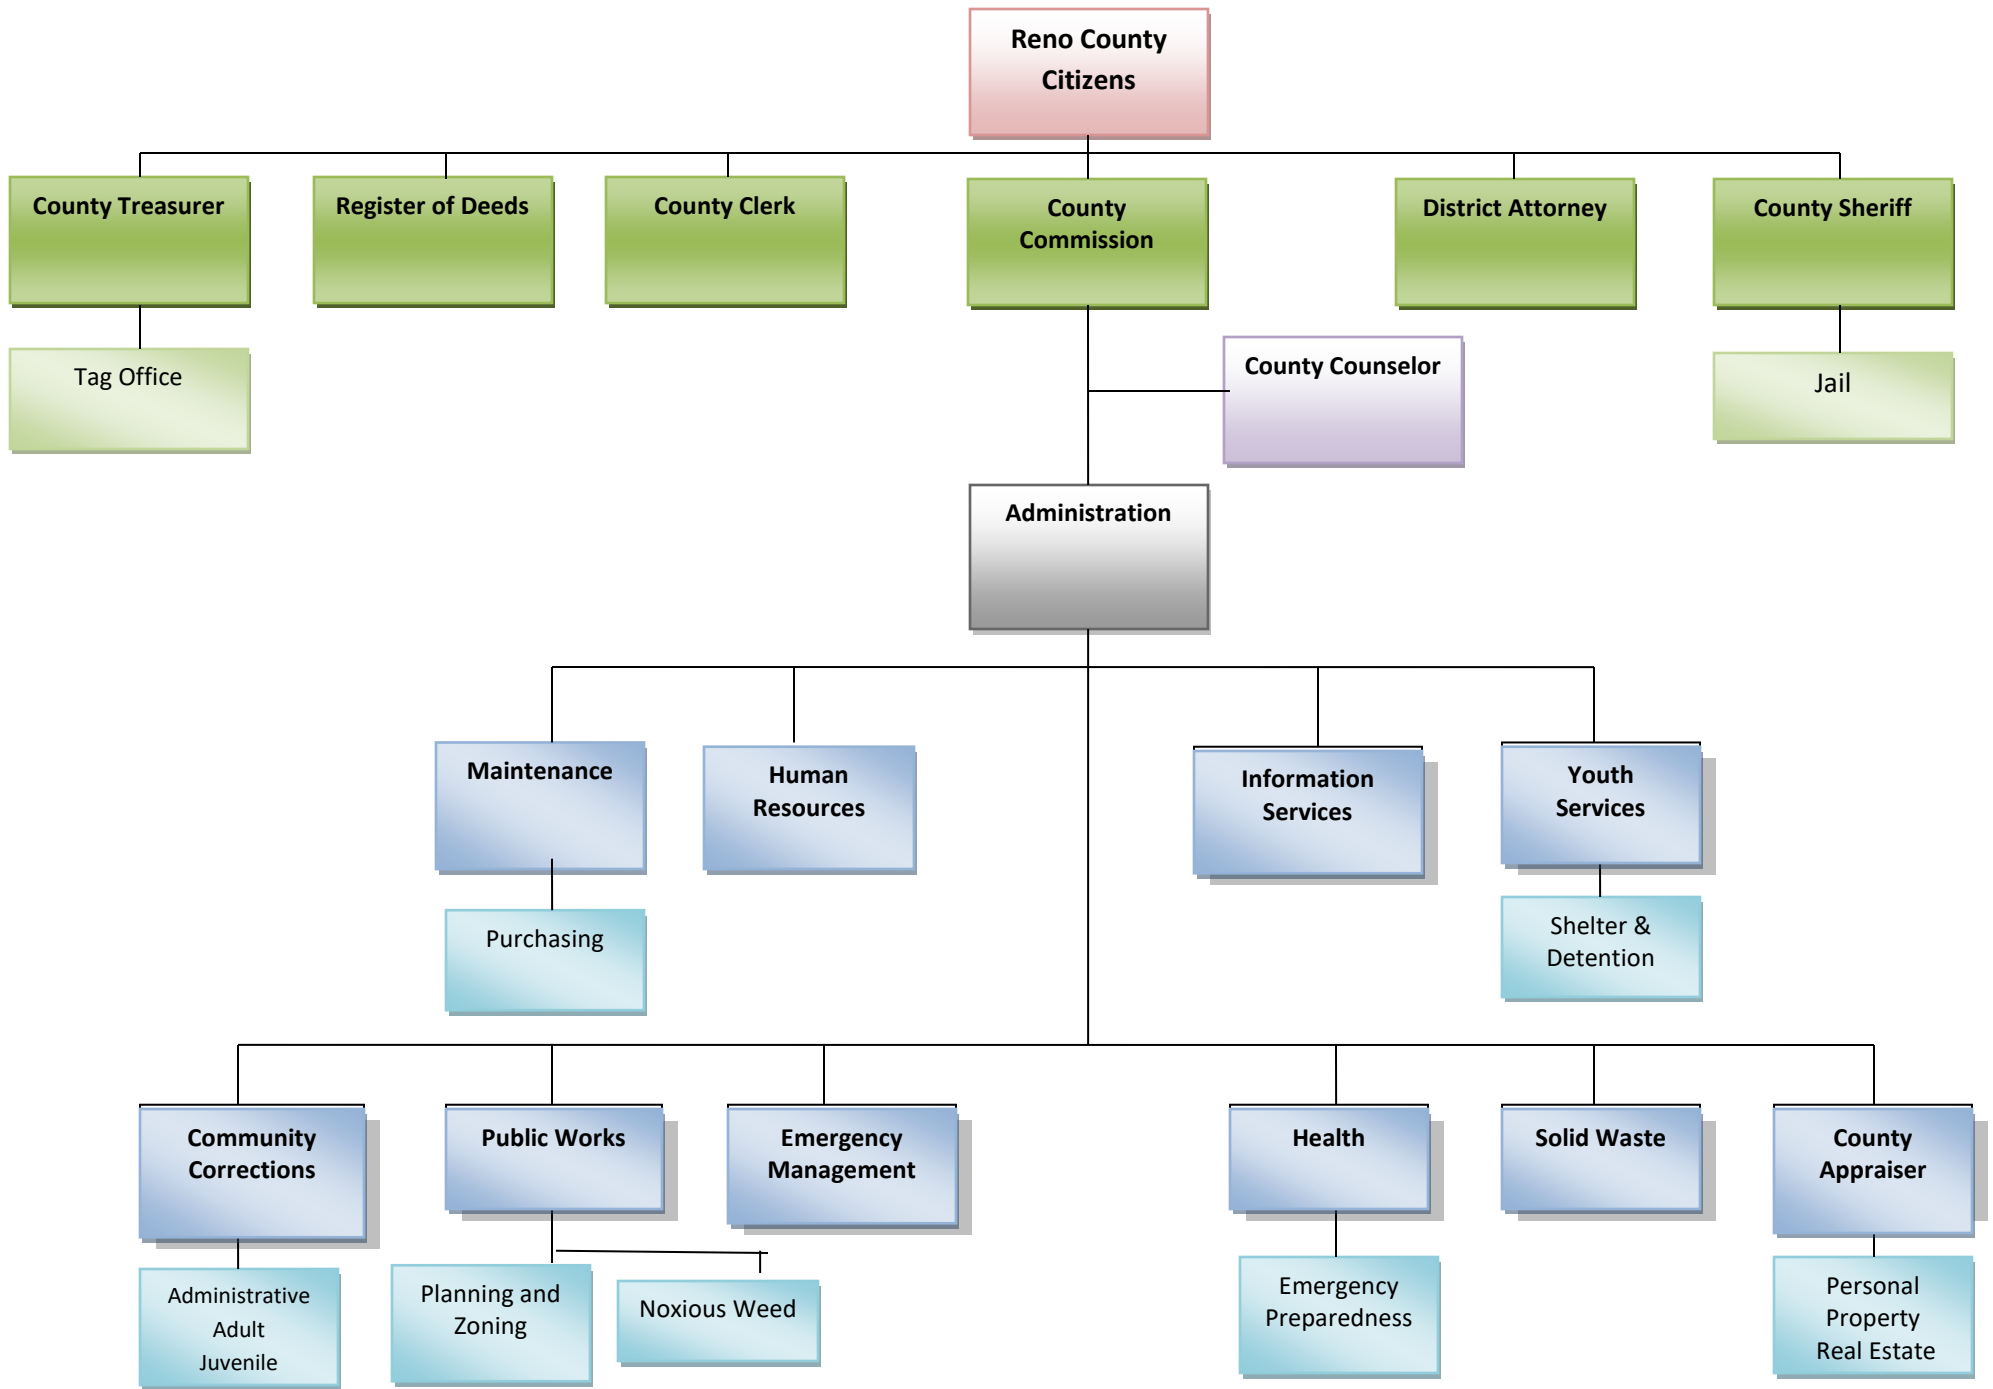 Reno County
Citizens
County Treasurer
Register of Deeds
County Clerk
County
Commission
District Attorney
County Sheriff
Tag Office
County Counselor
Jail
Administration
Maintenance
Human
Resources
Information
Services
Youth
Services
Purchasing
Shelter &
Detention
Community
Corrections
Public Works
Emergency
Management
Health
Solid Waste
County
Appraiser
Administrative
Adult
Juvenile
Planning and
Zoning
Noxious Weed
Emergency
Preparedness
Personal
Property
Real Estate